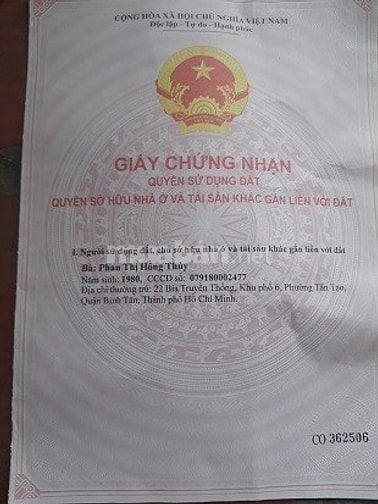 CỘNG HÒA XÃ HỘI CHỦ NGHĨA VIỆT NAM
Độc lập - Tự do - Hạnh phúc
GIẤY CHỨNG NHẬN
QUYỀN SỬ DỤNG ĐẤT
QUYỀN SỞ HỮU NHÀ Ở VÀ TÀI SẢN KHÁC GẮN LIỀN VỚI ĐẤT
I. Người sử dụng đất, chủ sở hữu nhà ở và tài sản khác gắn liền với đất
Bà: Phan Thị Hồng Thủy
Năm sinh: 1980, CCCD số: 079180002477
Địa chỉ thường trú: 22 Bis Truyền Thống, Khu phố 6, Phường Tân Tạo,
Quận Bình Tân, Thành phố Hồ Chí Minh.
CO 362506